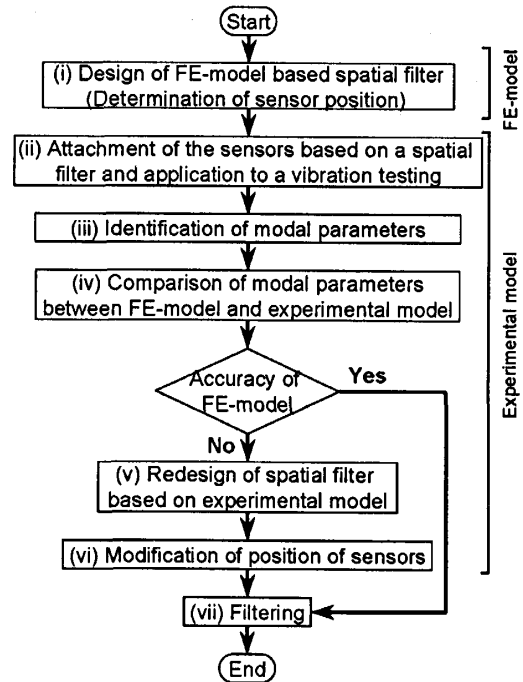 Start
(i) Design of FE-model based spatial filter
(Determination of sensor position)
FE-model
(ii) Attachment of the sensors based on a spatial
filter and application to a vibration testing
(iii) Identification of modal parameters
(iv) Comparison of modal parameters
between FE-model and experimental model
Experimental model
Accuracy of
FE-model
Yes
No
(v) Redesign of spatial filter
based on experimental model
(vi) Modification of position of sensors
(vii) Filtering
End